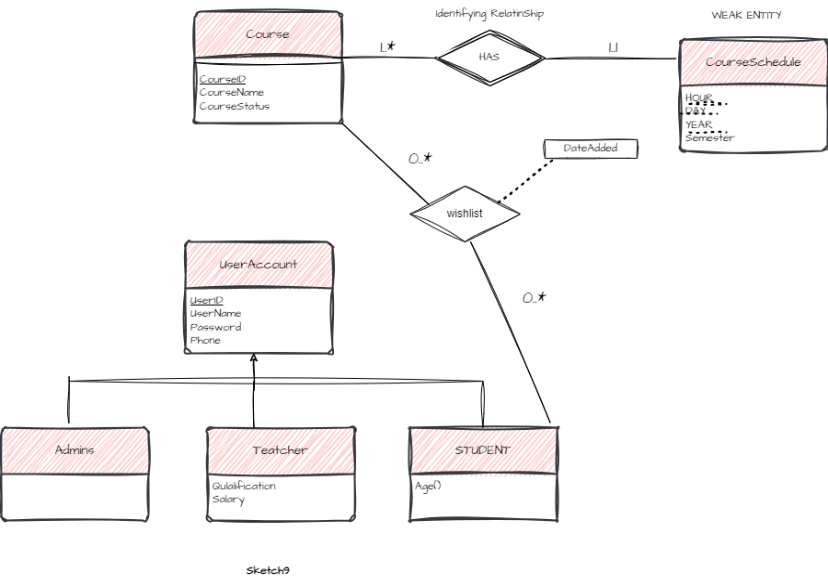 Identifying RelatinShip
WEAK ENTITY
Course
1..*
HAS
1..1
CourseSchedule
CourseID
CourseName
CourseStatus
HOUR
DAY
YEAR
Semester
0..*
DateAdded
wishlist
UserAccount
UserID
UserName
Password
Phone
0..*
Admins
Teatcher
STUDENT
Qulalification
Salary
Age()
Sketch9